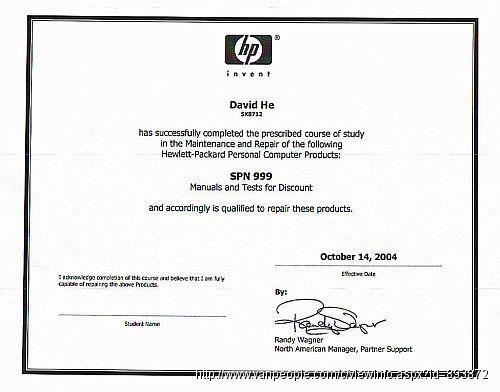 hp
invent
David He
SK8712
has successfully completed the prescribed course of study
in the Maintenance and Repair of the following
Hewlett-Packard Personal Computer Products:
SPN 999
Manuals and Tests for Discount
and accordingly is qualified to repair these products.
October 14, 2004
Effective Date
I acknowledge completion of this course and believe that I am fully
capable of repairing the above Products.
Student Name
By:
Randy Wagner
Randy Wagner
North American Manager, Partner Support
http://www.vanpeople.com/c/viewinfo.aspx?id=893872